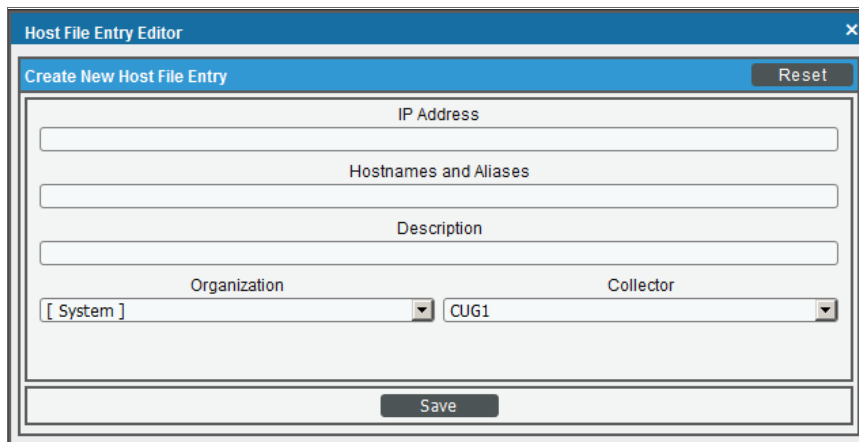 Host File Entry Editor ×
Create New Host File Entry Reset
IP Address
Hostnames and Aliases
Description
Organization Collector
[ System ] CUG1
Save